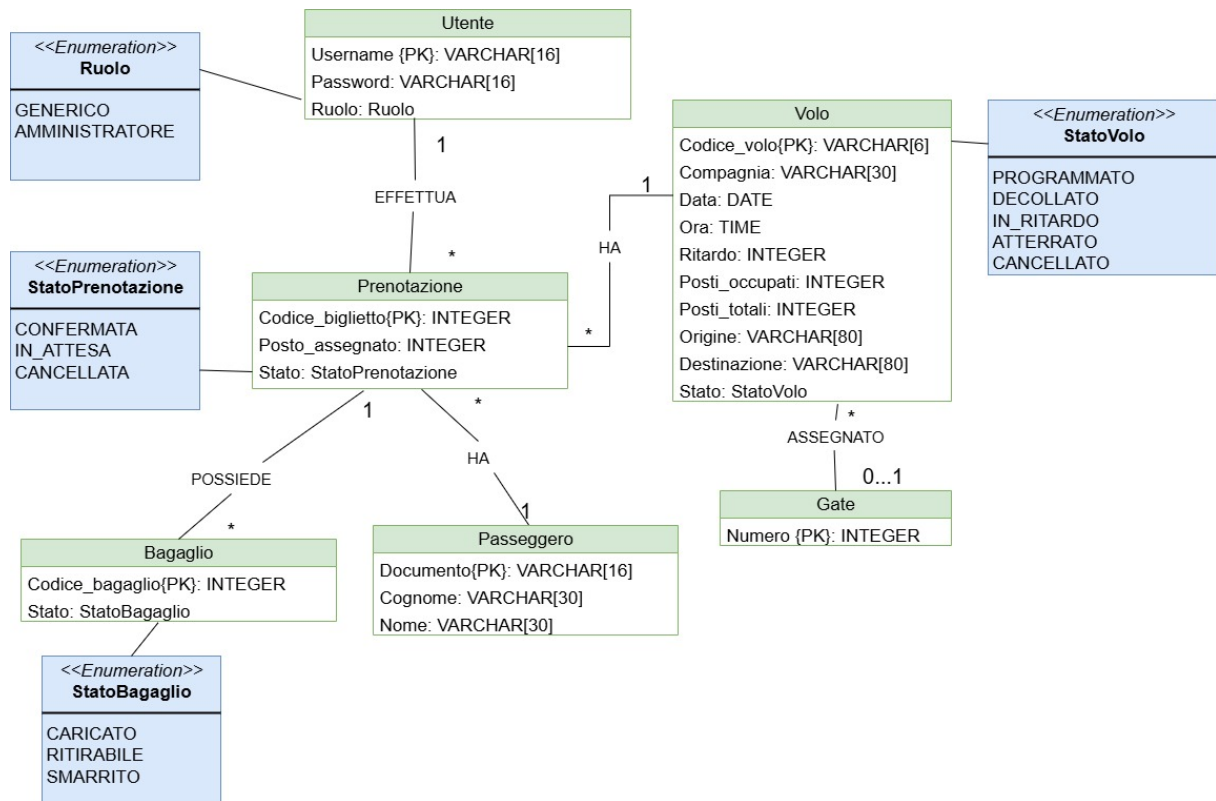 Utente
Username {PK}: VARCHAR[16]
Password: VARCHAR[16]
Ruolo: Ruolo
<<Enumeration>>
Ruolo
GENERICO
AMMINISTRATORE
1
EFFETTUA
*
Volo
Codice_volo{PK}: VARCHAR[6]
Compagnia: VARCHAR[30]
Data: DATE
Ora: TIME
Ritardo: INTEGER
Posti_occupati: INTEGER
Posti_totali: INTEGER
Origine: VARCHAR[80]
Destinazione: VARCHAR[80]
Stato: StatoVolo
<<Enumeration>>
StatoVolo
PROGRAMMATO
DECOLLATO
IN_RITARDO
ATTERRATO
CANCELLATO
1
HA
*
<<Enumeration>>
StatoPrenotazione
CONFERMATA
IN_ATTESA
CANCELLATA
Prenotazione
Codice_biglietto{PK}: INTEGER
Posto_assegnato: INTEGER
Stato: StatoPrenotazione
1
POSSIEDE
*
*
HA
1
*
ASSEGNATO
0...1
Gate
Numero {PK}: INTEGER
Bagaglio
Codice_bagaglio{PK}: INTEGER
Stato: StatoBagaglio
Passeggero
Documento{PK}: VARCHAR[16]
Cognome: VARCHAR[30]
Nome: VARCHAR[30]
<<Enumeration>>
StatoBagaglio
CARICATO
RITIRABILE
SMARRITO